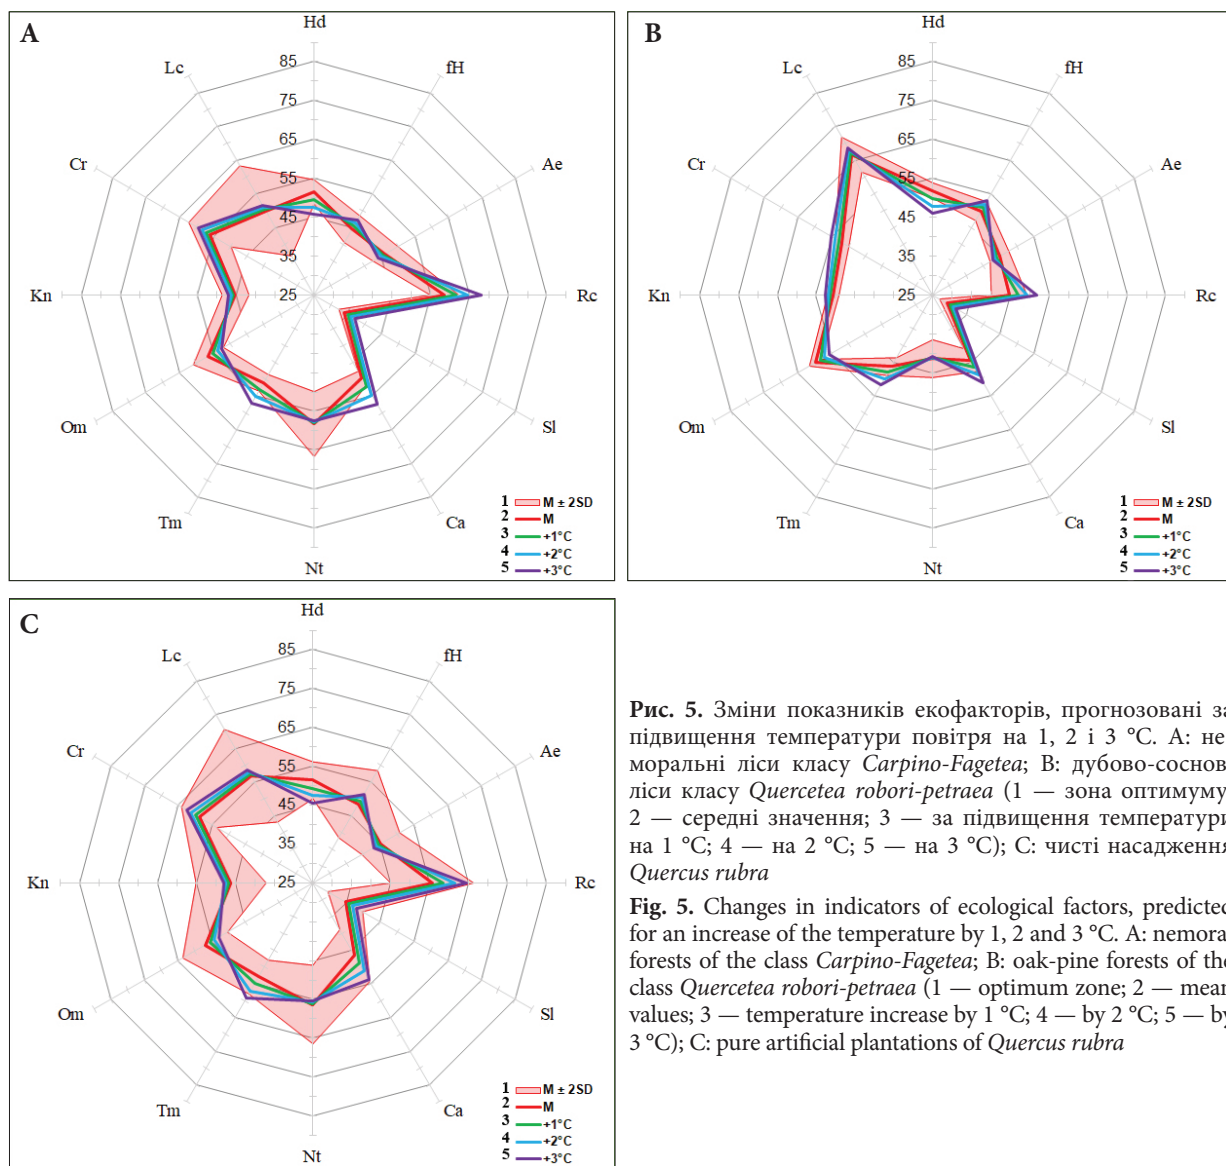 A
Hd
fH
Ae
Rc
Sl
Ca
Nt
Tm
Om
Kn
Cr
Lc
85
75
65
55
45
35
25
1 M ± 2SD
2 M
3 +1°C
4 +2°C
5 +3°C
B
Hd
fH
Ae
Rc
Sl
Ca
Nt
Tm
Om
Kn
Cr
Lc
85
75
65
55
45
35
25
1 M ± 2SD
2 M
3 +1°C
4 +2°C
5 +3°C
C
Hd
fH
Ae
Rc
Sl
Ca
Nt
Tm
Om
Kn
Cr
Lc
85
75
65
55
45
35
25
1 M ± 2SD
2 M
3 +1°C
4 +2°C
5 +3°C
Рис. 5. Зміни показників екофакторів, прогнозовані за
підвищення температури повітря на 1, 2 і 3 °C. A: не
моральні ліси класу Carpino-Fagetea; B: дубово-соснов
ліси класу Quercetea robori-petraea (1 — зона оптимуму
2 — середні значення; 3 — за підвищення температури
на 1 °C; 4 — на 2 °C; 5 — на 3 °C); C: чисті насадження
Quercus rubra
Fig. 5. Changes in indicators of ecological factors, predicted
for an increase of the temperature by 1, 2 and 3 °C. A: nemora
forests of the class Carpino-Fagetea; B: oak-pine forests of the
class Quercetea robori-petraea (1 — optimum zone; 2 — mean
values; 3 — temperature increase by 1 °C; 4 — by 2 °C; 5 — by
3 °C); C: pure artificial plantations of Quercus rubra